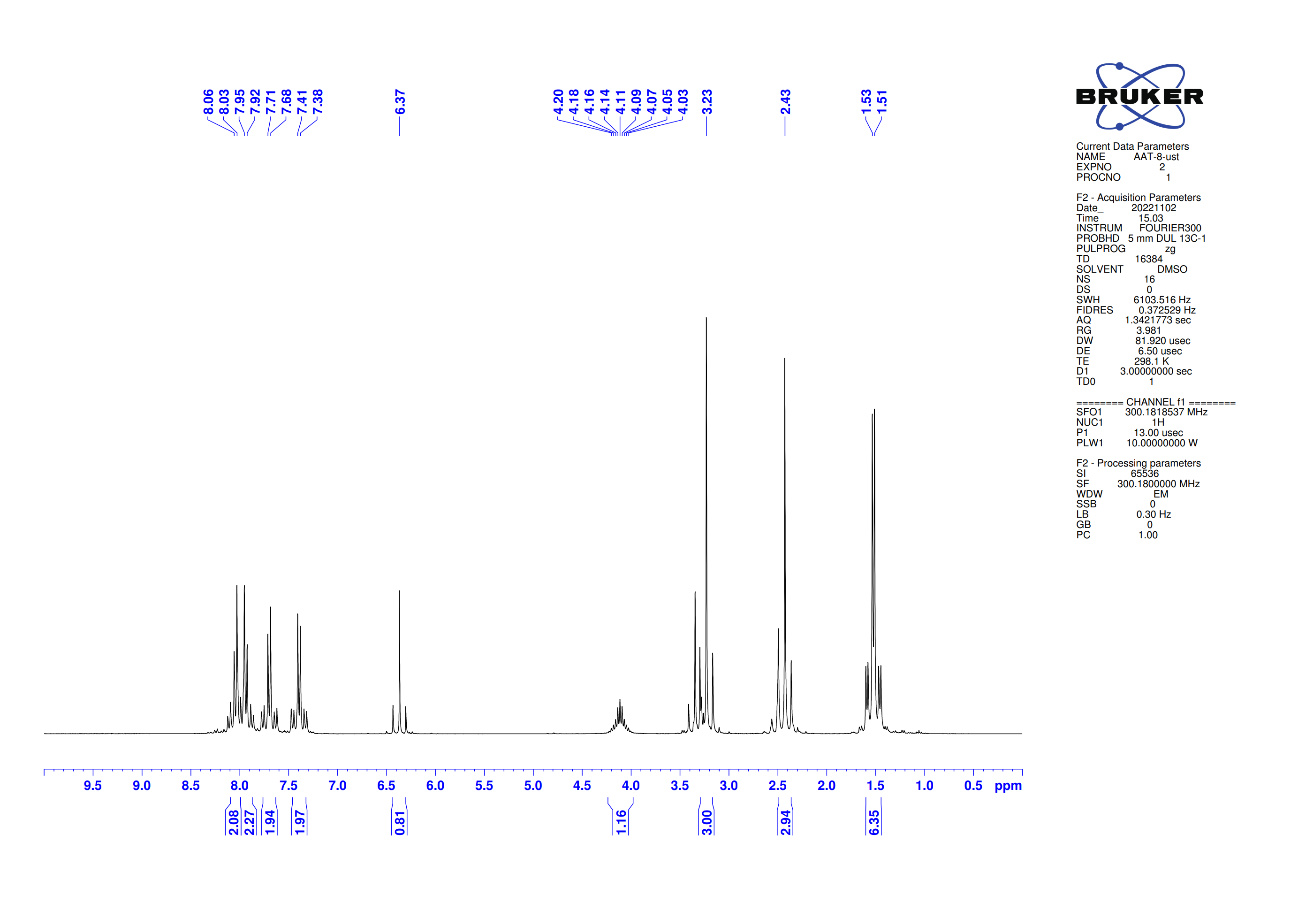 8.06
8.03
7.95
7.92
7.71
7.68
7.41
7.38
6.37
4.20
4.18
4.16
4.14
4.11
4.09
4.07
4.05
4.03
3.23
2.43
1.53
1.51
BRUKER
Current Data Parameters
NAME AAT-8-ust
EXPNO 2
PROCNO 1
F2 - Acquisition Parameters
Date_ 20221102
Time 15.03
INSTRUM FOURIER300
PROBHD 5 mm DUL 13C-1
PULPROG zg
TD 16384
SOLVENT DMSO
NS 16
DS 0
SWH 6103.516 Hz
FIDRES 0.372529 Hz
AQ 1.3421773 sec
RG 3.981
DW 81.920 usec
DE 6.50 usec
TE 298.1 K
D1 3.00000000 sec
TD0 1
======== CHANNEL f1 ========
SFO1 300.1818537 MHz
NUC1 1H
P1 13.00 usec
PLW1 10.00000000 W
F2 - Processing parameters
SI 65536
SF 300.1800000 MHz
WDW EM
SSB 0
LB 0.30 Hz
GB 0
PC 1.00
9.5 9.0 8.5 8.0 7.5 7.0 6.5 6.0 5.5 5.0 4.5 4.0 3.5 3.0 2.5 2.0 1.5 1.0 0.5 ppm
2.08
2.27
1.94
1.97
0.81
1.16
3.00
2.94
6.35